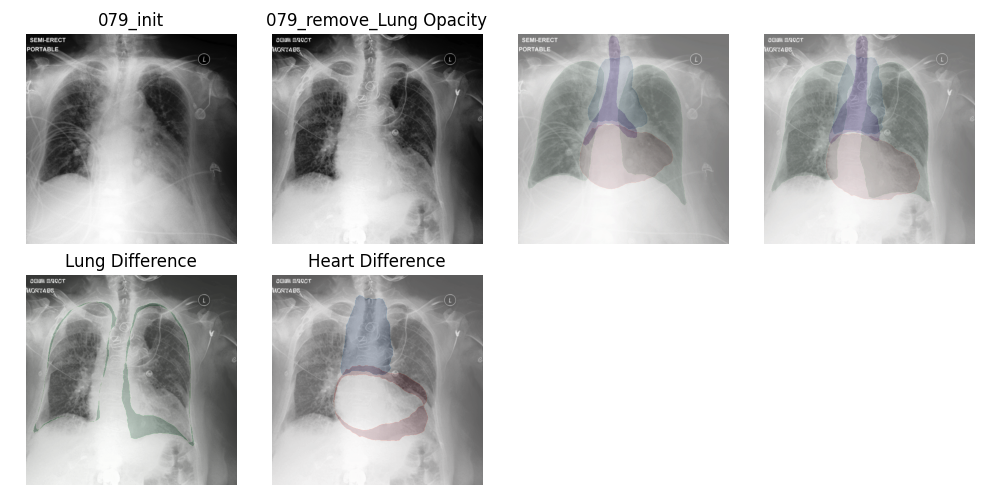 079_init
079_remove_Lung Opacity
SEMI-ERECT
PORTABLE
L
L
SEMI-ERECT
PORTABLE
L
L
Lung Difference
Heart Difference
L
L